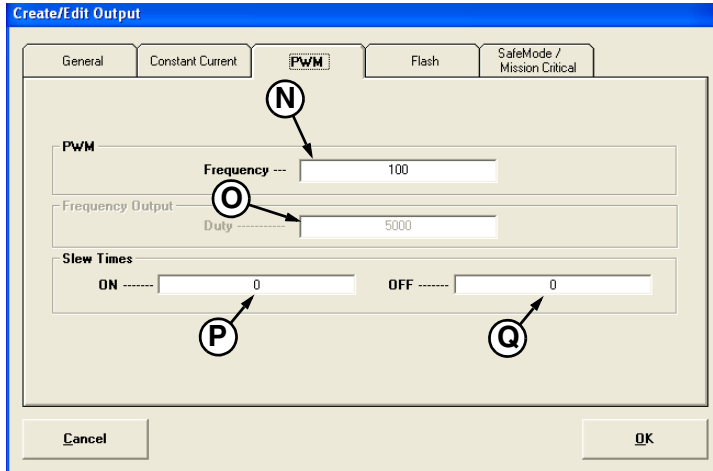 Create/Edit Output
General
Constant Current
PWM
Flash
SafeMode /
Mission Critical
N
PWM
Frequency --- 100
O
Frequency Output
Duty ----------- 5000
Slew Times
ON ------- 0 OFF ------- 0
P Q
Cancel OK